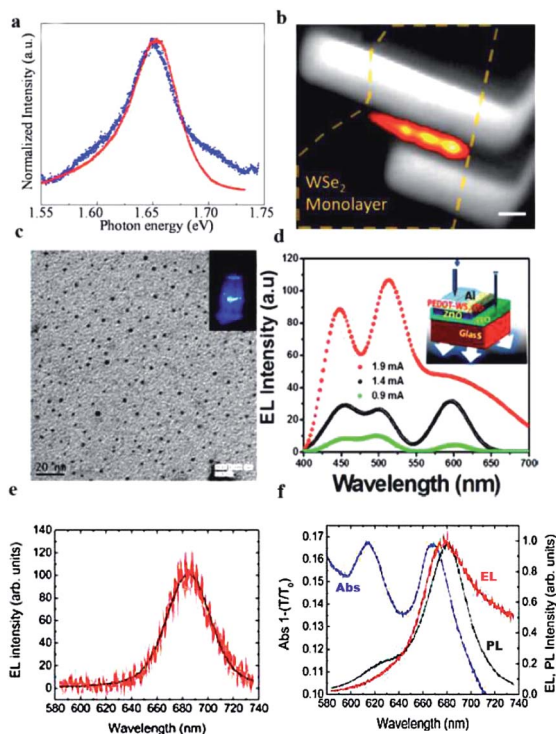 a
Normalized Intensity (a.u.)
1.55 1.60 1.65 1.70 1.75
Photon energy (eV)
b
WSe2
Monolayer
c
20 nm
d
EL Intensity (a.u)
120
100
80
60
40
20
0
Al
PEDOT-WS2
ZnO
ITO
Glass
1.9 mA
1.4 mA
0.9 mA
400 450 500 550 600 650 700
Wavelength (nm)
e
EL intensity (arb. units)
140
120
100
80
60
40
20
0
580 600 620 640 660 680 700 720 740
Wavelength (nm)
f
Abs 1-(T/T0)
0.17
0.16
0.15
0.14
0.13
0.12
0.11
0.10
Abs
EL
PL
1.0
0.8
0.6
0.4
0.2
0.0
EL, PL Intensity (arb. units)
580 600 620 640 660 680 700 720 740
Wavelength (nm)